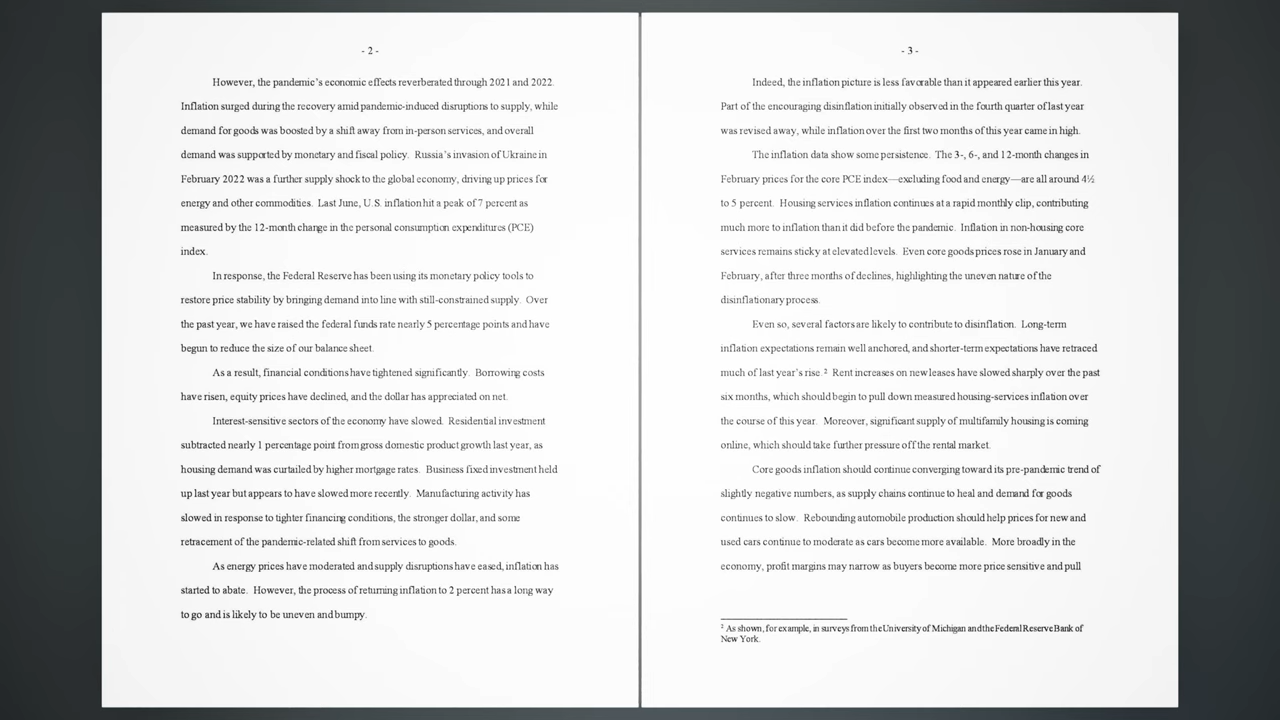 - 2 -
However, the pandemic's economic effects reverberated through 2021 and 2022.
Inflation surged during the recovery amid pandemic-induced disruptions to supply, while
demand for goods was boosted by a shift away from in-person services, and overall
demand was supported by monetary and fiscal policy. Russia's invasion of Ukraine in
February 2022 was a further supply shock to the global economy, driving up prices for
energy and other commodities. Last June, U.S. inflation hit a peak of 7 percent as
measured by the 12-month change in the personal consumption expenditures (PCE)
index.
In response, the Federal Reserve has been using its monetary policy tools to
restore price stability by bringing demand into line with still-constrained supply. Over
the past year, we have raised the federal funds rate nearly 5 percentage points and have
begun to reduce the size of our balance sheet.
As a result, financial conditions have tightened significantly. Borrowing costs
have risen, equity prices have declined, and the dollar has appreciated on net.
Interest-sensitive sectors of the economy have slowed. Residential investment
subtracted nearly 1 percentage point from gross domestic product growth last year, as
housing demand was curtailed by higher mortgage rates. Business fixed investment held
up last year but appears to have slowed more recently. Manufacturing activity has
slowed in response to tighter financing conditions, the stronger dollar, and some
retracement of the pandemic-related shift from services to goods.
As energy prices have moderated and supply disruptions have eased, inflation has
started to abate. However, the process of returning inflation to 2 percent has a long way
to go and is likely to be uneven and bumpy.
- 3 -
Indeed, the inflation picture is less favorable than it appeared earlier this year.
Part of the encouraging disinflation initially observed in the fourth quarter of last year
was revised away, while inflation over the first two months of this year came in high.
The inflation data show some persistence. The 3-, 6-, and 12-month changes in
February prices for the core PCE index—excluding food and energy—are all around 4½
to 5 percent. Housing services inflation continues at a rapid monthly clip, contributing
much more to inflation than it did before the pandemic. Inflation in non-housing core
services remains sticky at elevated levels. Even core goods prices rose in January and
February, after three months of declines, highlighting the uneven nature of the
disinflationary process.
Even so, several factors are likely to contribute to disinflation. Long-term
inflation expectations remain well anchored, and shorter-term expectations have retraced
much of last year's rise.² Rent increases on new leases have slowed sharply over the past
six months, which should begin to pull down measured housing-services inflation over
the course of this year. Moreover, significant supply of multifamily housing is coming
online, which should take further pressure off the rental market.
Core goods inflation should continue converging toward its pre-pandemic trend of
slightly negative numbers, as supply chains continue to heal and demand for goods
continues to slow. Rebounding automobile production should help prices for new and
used cars continue to moderate as cars become more available. More broadly in the
economy, profit margins may narrow as buyers become more price sensitive and pull
² As shown, for example, in surveys from the University of Michigan and the Federal Reserve Bank of
New York.